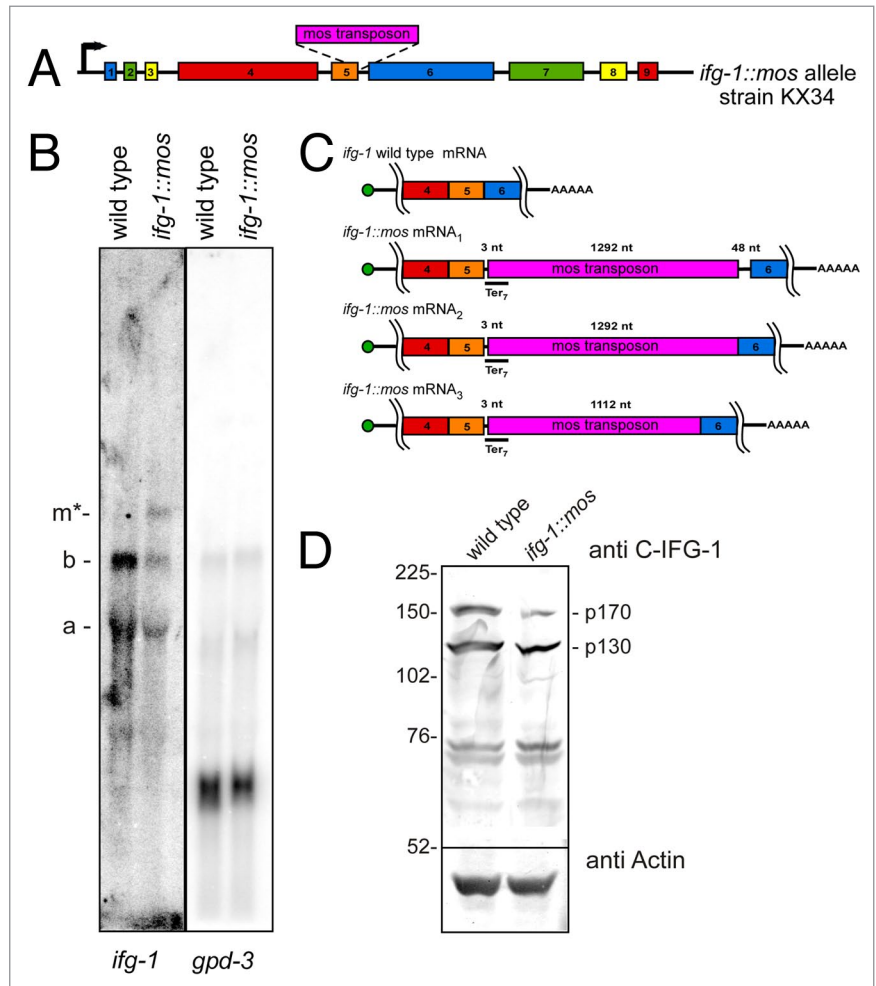 A
mos transposon
1 2 3 4 5 6 7 8 9
ifg-1::mos allele
strain KX34
B
wild type
ifg-1::mos
wild type
ifg-1::mos
m*-
b -
a -
ifg-1
gpd-3
C
ifg-1 wild type mRNA
4 5 6 AAAAA
ifg-1::mos mRNA1
3 nt 1292 nt 48 nt
4 5 mos transposon 6 AAAAA
Ter7
ifg-1::mos mRNA2
3 nt 1292 nt
4 5 mos transposon 6 AAAAA
Ter7
ifg-1::mos mRNA3
3 nt 1112 nt
4 5 mos transposon 6 AAAAA
Ter7
D
wild type
ifg-1::mos
anti C-IFG-1
225-
150-
- p170
- p130
102-
76-
52-
anti Actin